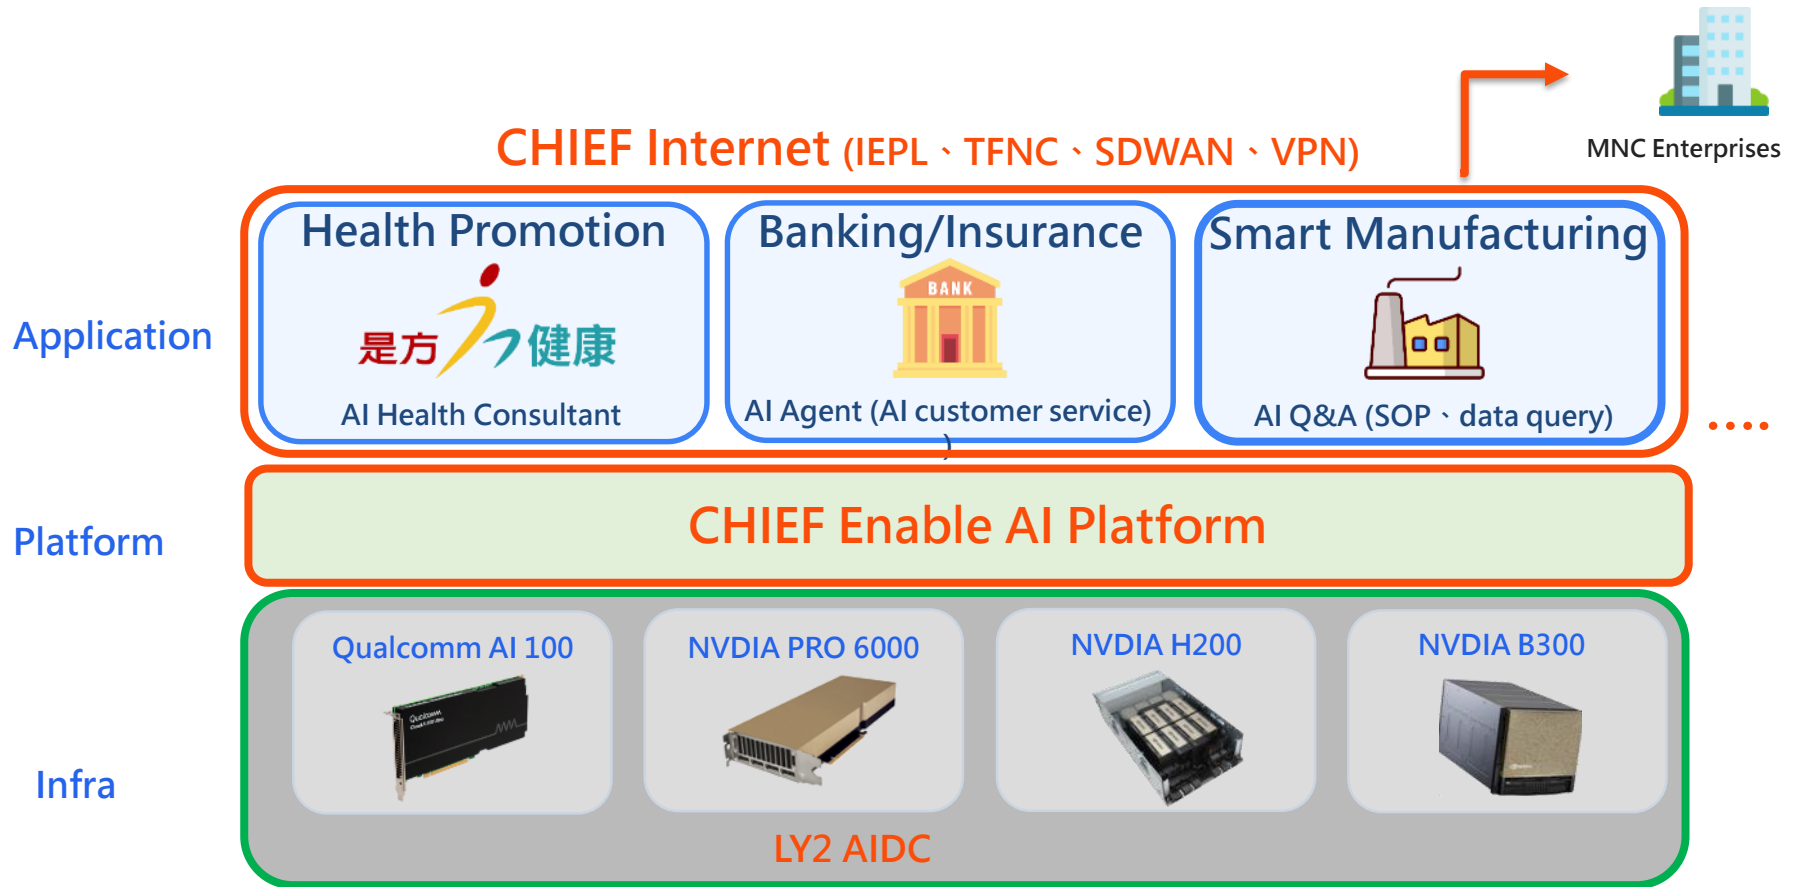 MNC Enterprises
CHIEF Internet (IEPL、TFNC、SDWAN、VPN)
Application
Health Promotion
是方 健康
AI Health Consultant
Banking/Insurance
BANK
AI Agent (AI customer service)
)
Smart Manufacturing
AI Q&A (SOP、data query)
....
Platform
CHIEF Enable AI Platform
Infra
Qualcomm AI 100
Qualcomm
NVDIA PRO 6000
NVDIA H200
NVDIA B300
LY2 AIDC